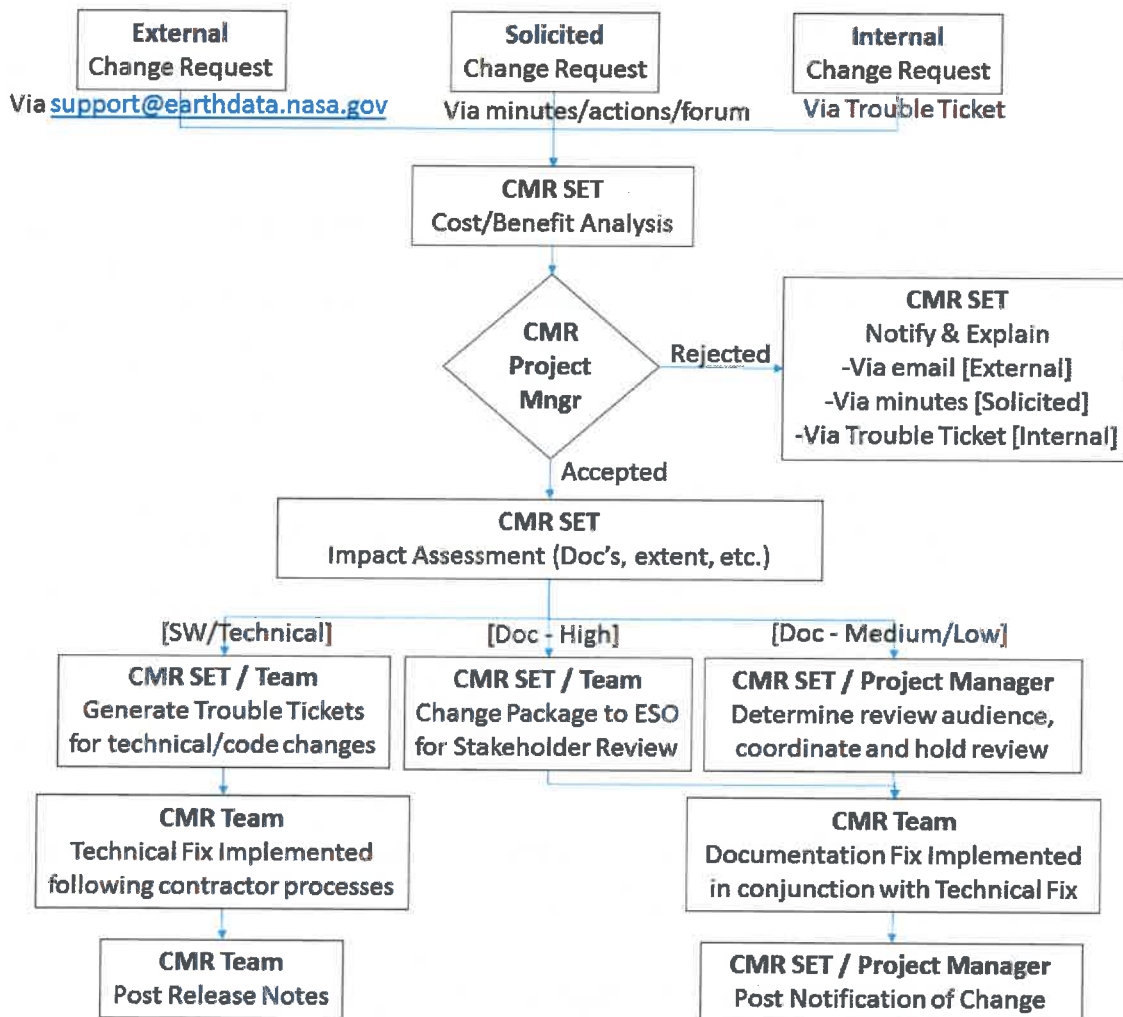 External
Change Request
Via support@earthdata.nasa.gov
Solicited
Change Request
Via minutes/actions/forum
Internal
Change Request
Via Trouble Ticket
CMR SET
Cost/Benefit Analysis
CMR
Project
Mngr
Rejected
CMR SET
Notify & Explain
-Via email [External]
-Via minutes [Solicited]
-Via Trouble Ticket [Internal]
Accepted
CMR SET
Impact Assessment (Doc's, extent, etc.)
[SW/Technical]
[Doc - High]
[Doc - Medium/Low]
CMR SET / Team
Generate Trouble Tickets
for technical/code changes
CMR SET / Team
Change Package to ESO
for Stakeholder Review
CMR SET / Project Manager
Determine review audience,
coordinate and hold review
CMR Team
Technical Fix Implemented
following contractor processes
CMR Team
Documentation Fix Implemented
in conjunction with Technical Fix
CMR Team
Post Release Notes
CMR SET / Project Manager
Post Notification of Change